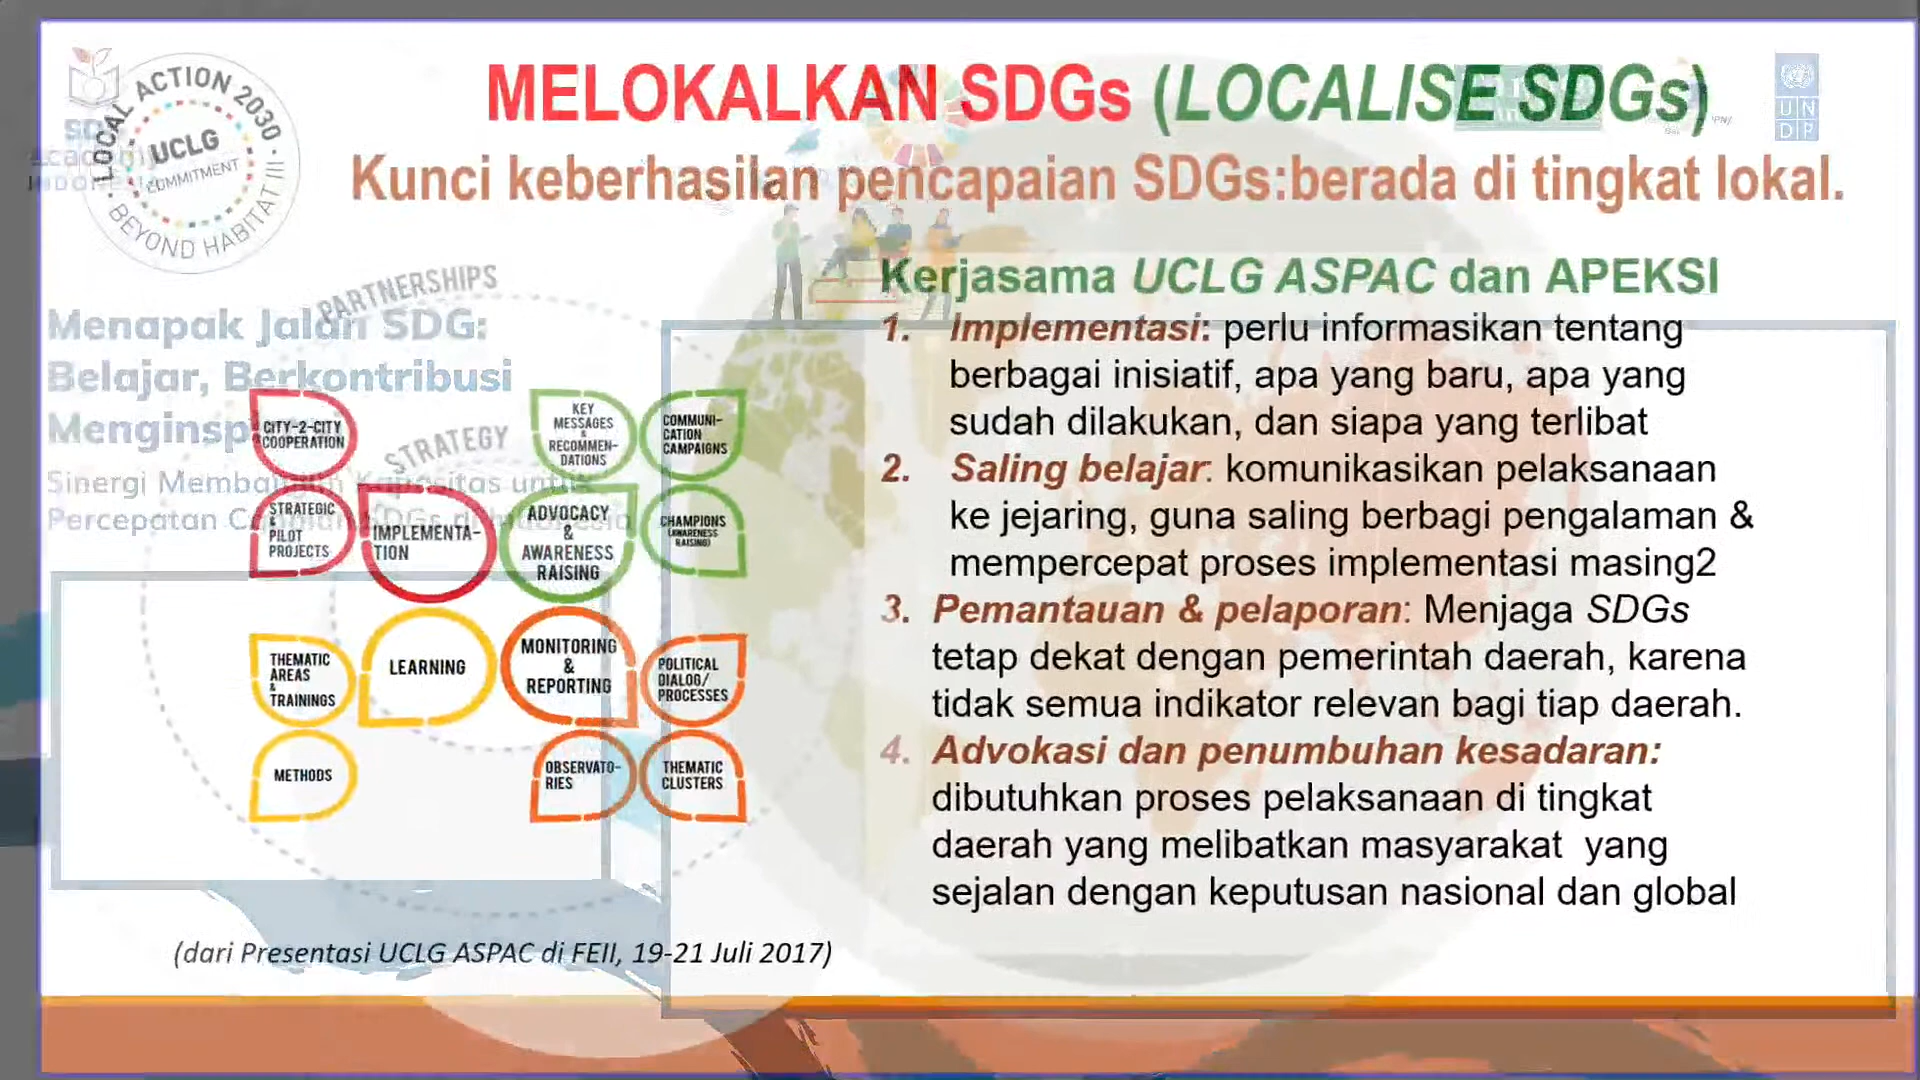 MELOKALKAN SDGs (LOCALISE SDGs)
Kunci keberhasilan pencapaian SDGs:berada di tingkat lokal.
LOCAL ACTION 2030
UCLG
COMMITMENT
BEYOND HABITAT III
INDONESIA
UN
DP
Menapak Jalan SDG:
Belajar, Berkontribusi
PARTNERSHIPS
STRATEGY
CITY-2-CITY
COOPERATION
KEY
MESSAGES
&
RECOMMEN-
DATIONS
COMMUNI-
CATION
CAMPAIGNS
STRATEGIC
&
PILOT
PROJECTS
IMPLEMENTA-
TION
ADVOCACY
&
AWARENESS
RAISING
CHAMPIONS
(AWARENESS
RAISING)
THEMATIC
AREAS
&
TRAININGS
LEARNING
MONITORING
&
REPORTING
POLITICAL
DIALOG/
PROCESSES
METHODS
OBSERVATO-
RIES
THEMATIC
CLUSTERS
(dari Presentasi UCLG ASPAC di FEII, 19-21 Juli 2017)
Kerjasama UCLG ASPAC dan APEKSI
1. Implementasi: perlu informasikan tentang
berbagai inisiatif, apa yang baru, apa yang
sudah dilakukan, dan siapa yang terlibat
2. Saling belajar: komunikasikan pelaksanaan
ke jejaring, guna saling berbagi pengalaman &
mempercepat proses implementasi masing2
3. Pemantauan & pelaporan: Menjaga SDGs
tetap dekat dengan pemerintah daerah, karena
tidak semua indikator relevan bagi tiap daerah.
4. Advokasi dan penumbuhan kesadaran:
dibutuhkan proses pelaksanaan di tingkat
daerah yang melibatkan masyarakat yang
sejalan dengan keputusan nasional dan global